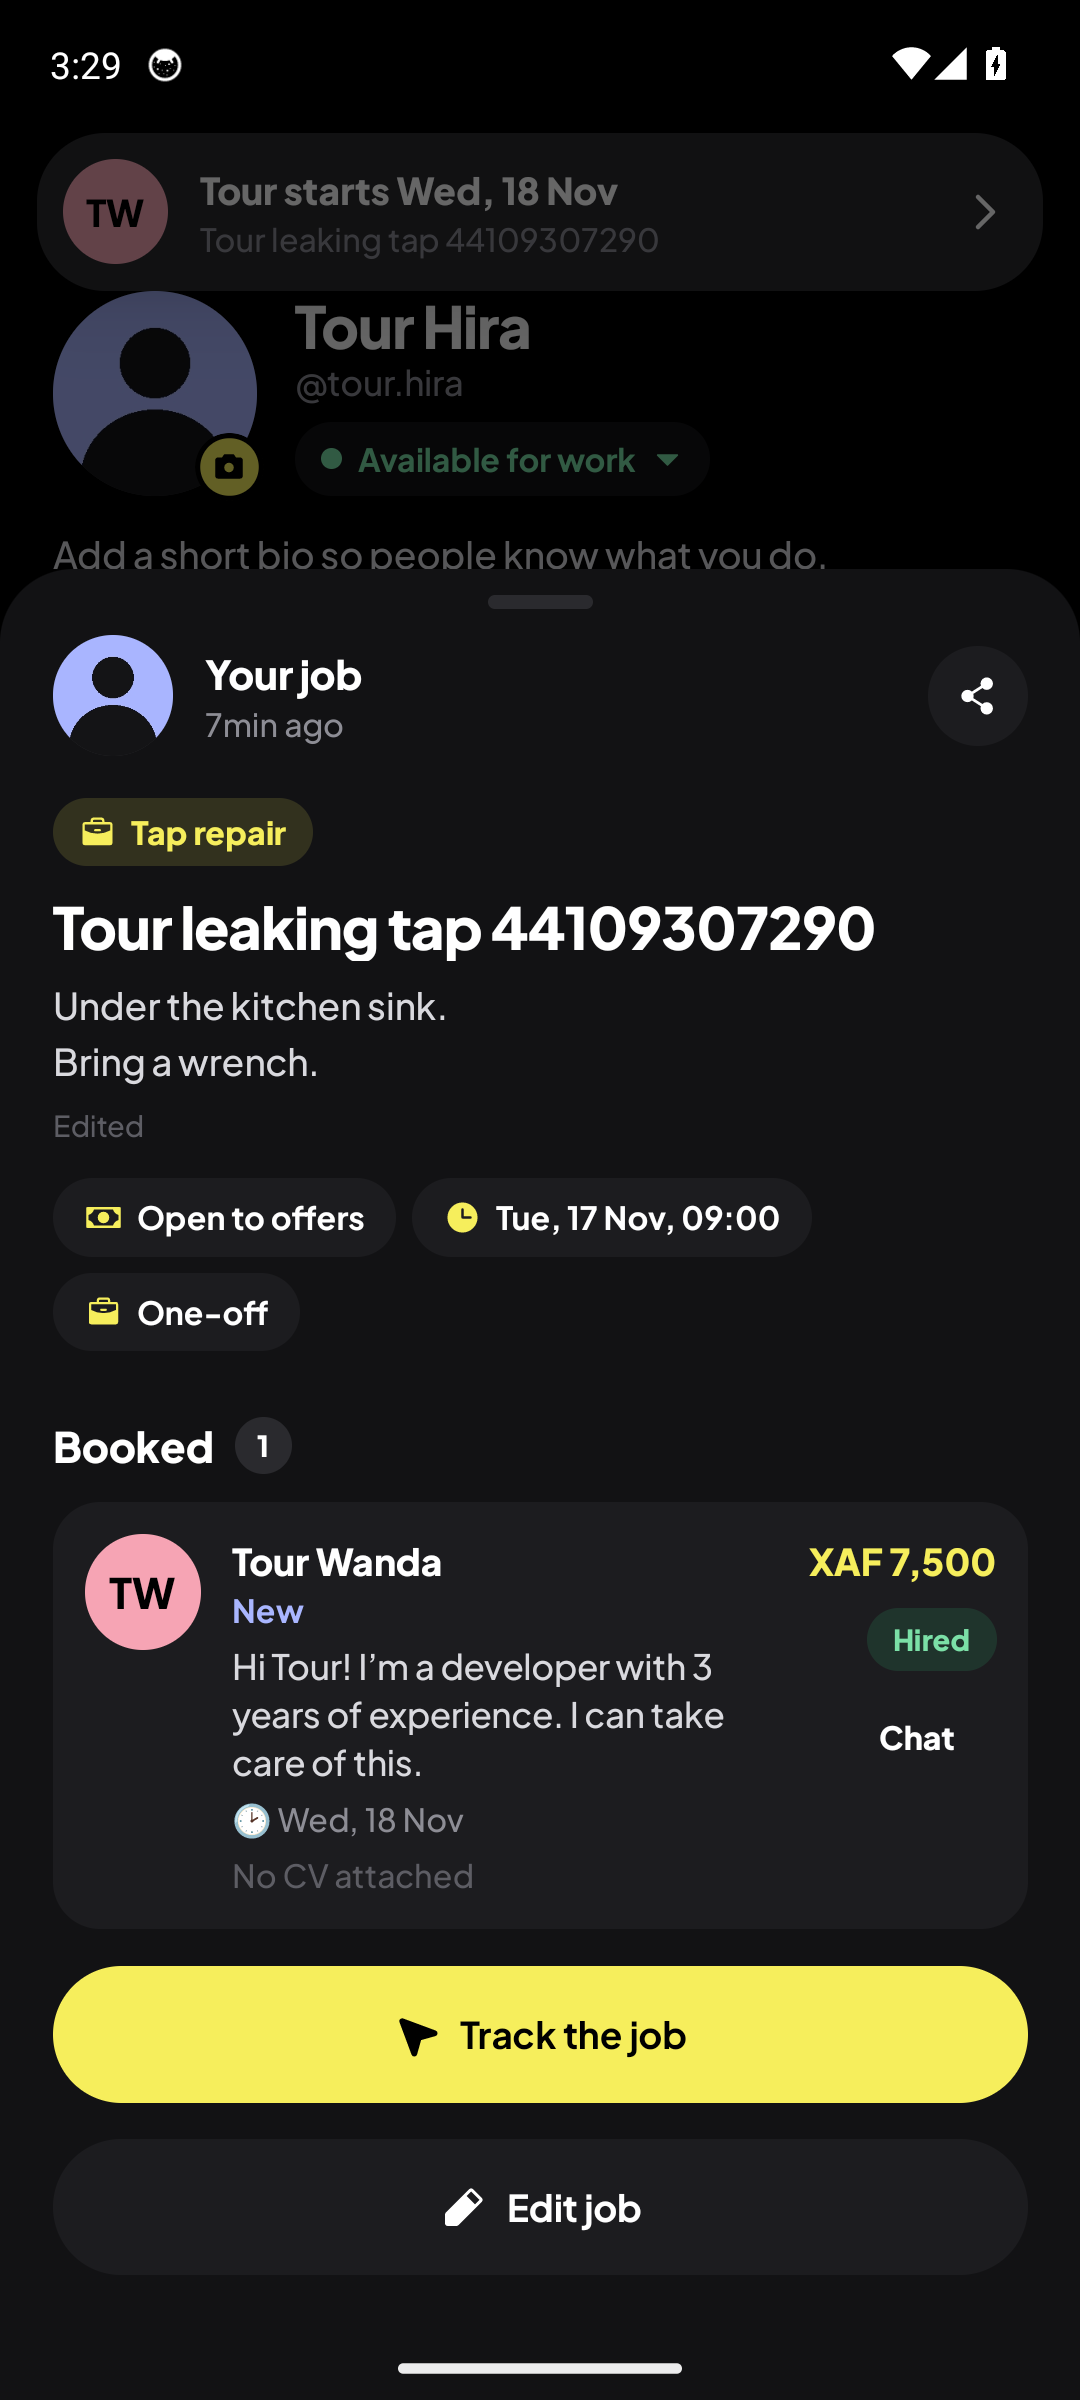 3:29
TW
Tour starts Wed, 18 Nov
Tour leaking tap 44109307290
Tour Hira
@tour.hira
Available for work
Add a short bio so people know what you do.
Your job
7min ago
Tap repair
Tour leaking tap 44109307290
Under the kitchen sink.
Bring a wrench.
Edited
Open to offers
Tue, 17 Nov, 09:00
One-off
Booked 1
TW
Tour Wanda
XAF 7,500
New
Hired
Hi Tour! I’m a developer with 3
years of experience. I can take
care of this.
Chat
Wed, 18 Nov
No CV attached
Track the job
Edit job